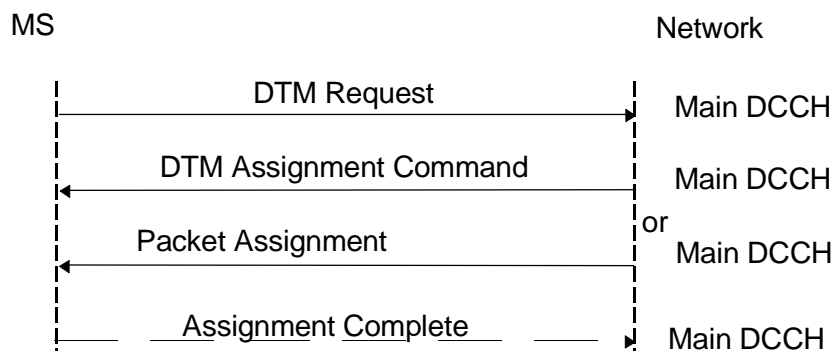 MS Network
DTM Request Main DCCH
DTM Assignment Command Main DCCH
or
Packet Assignment Main DCCH
Assignment Complete Main DCCH